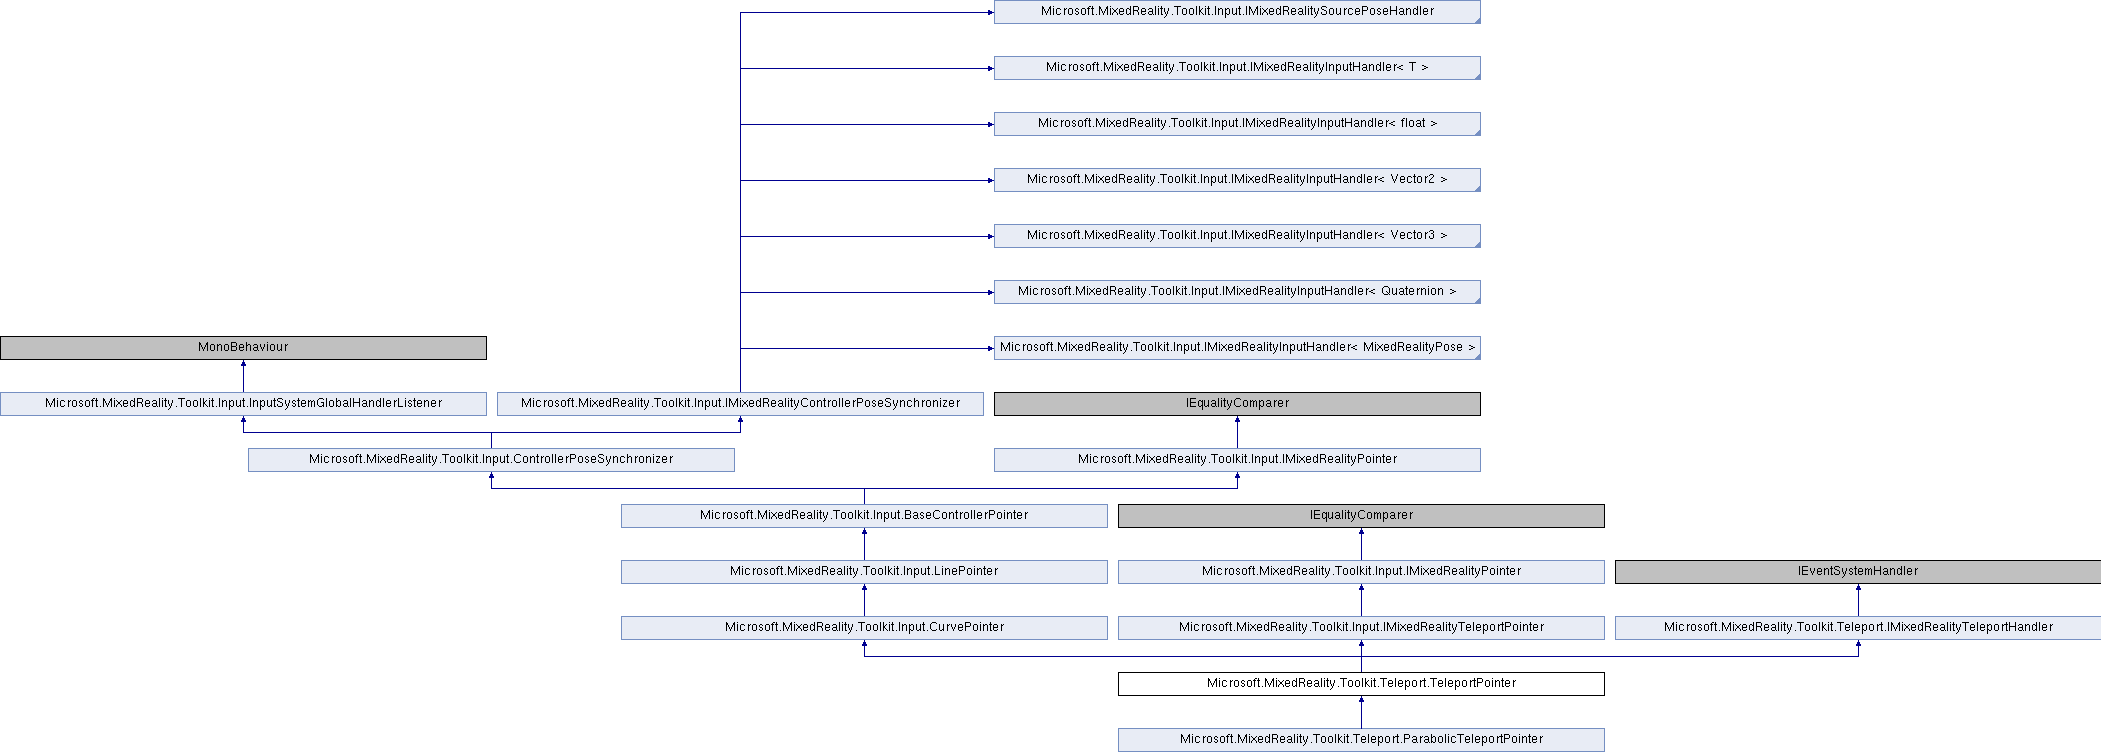 Microsoft.MixedReality.Toolkit.Input.IMixedRealitySourcePoseHandler
Microsoft.MixedReality.Toolkit.Input.IMixedRealityInputHandler< T >
Microsoft.MixedReality.Toolkit.Input.IMixedRealityInputHandler< float >
Microsoft.MixedReality.Toolkit.Input.IMixedRealityInputHandler< Vector2 >
Microsoft.MixedReality.Toolkit.Input.IMixedRealityInputHandler< Vector3 >
Microsoft.MixedReality.Toolkit.Input.IMixedRealityInputHandler< Quaternion >
MonoBehaviour
Microsoft.MixedReality.Toolkit.Input.IMixedRealityInputHandler< MixedRealityPose >
Microsoft.MixedReality.Toolkit.Input.InputSystemGlobalHandlerListener
Microsoft.MixedReality.Toolkit.Input.IMixedRealityControllerPoseSynchronizer
IEqualityComparer
Microsoft.MixedReality.Toolkit.Input.ControllerPoseSynchronizer
Microsoft.MixedReality.Toolkit.Input.IMixedRealityPointer
Microsoft.MixedReality.Toolkit.Input.BaseControllerPointer
IEqualityComparer
Microsoft.MixedReality.Toolkit.Input.LinePointer
Microsoft.MixedReality.Toolkit.Input.IMixedRealityPointer
IEventSystemHandler
Microsoft.MixedReality.Toolkit.Input.CurvePointer
Microsoft.MixedReality.Toolkit.Input.IMixedRealityTeleportPointer
Microsoft.MixedReality.Toolkit.Teleport.IMixedRealityTeleportHandler
Microsoft.MixedReality.Toolkit.Teleport.TeleportPointer
Microsoft.MixedReality.Toolkit.Teleport.ParabolicTeleportPointer